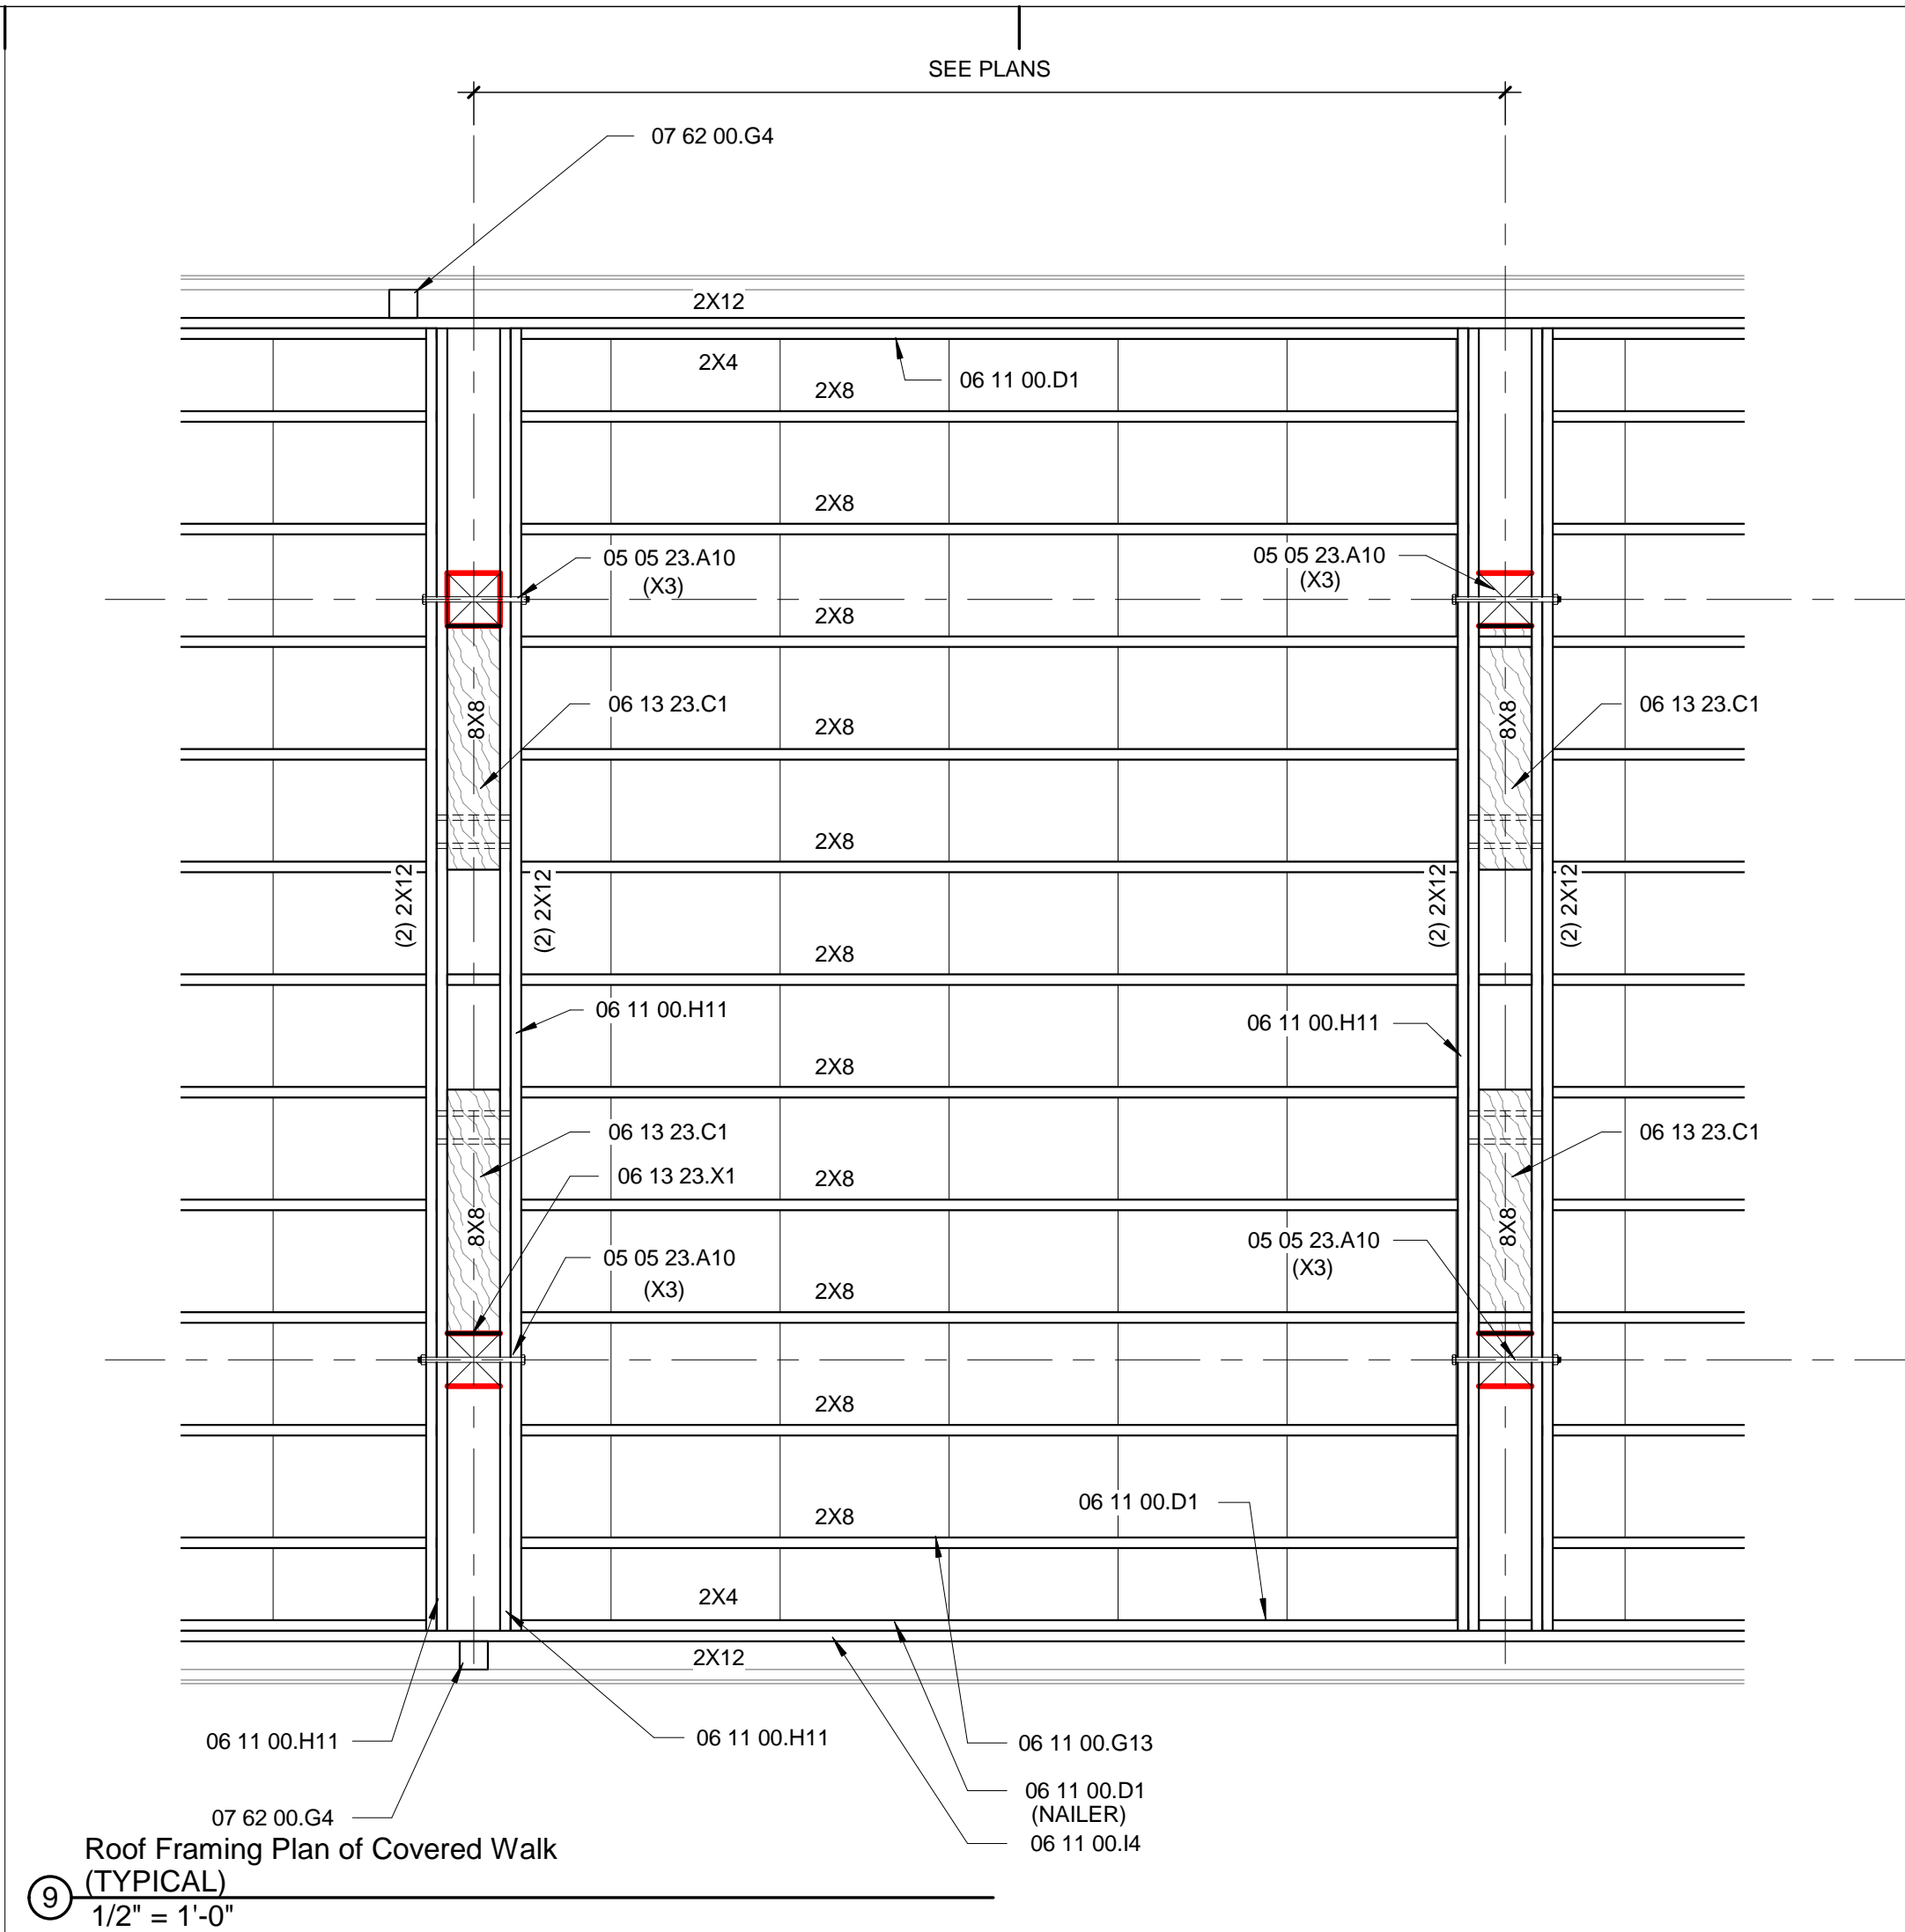 SEE PLANS
07 62 00.G4
2X12
2X4
06 11 00.D1
2X8
2X8
05 05 23.A10
(X3)
05 05 23.A10
(X3)
2X8
06 13 23.C1
8X8
8X8
06 13 23.C1
2X8
2X8
(2) 2X12
(2) 2X12
(2) 2X12
(2) 2X12
2X8
06 11 00.H11
06 11 00.H11
2X8
06 13 23.C1
06 13 23.C1
06 13 23.X1
2X8
8X8
8X8
05 05 23.A10
(X3)
05 05 23.A10
(X3)
2X8
2X8
06 11 00.D1
2X8
2X4
2X12
06 11 00.H11
06 11 00.H11
06 11 00.G13
06 11 00.D1
(NAILER)
07 62 00.G4
06 11 00.I4
Roof Framing Plan of Covered Walk
(TYPICAL)
9
1/2" = 1'-0"